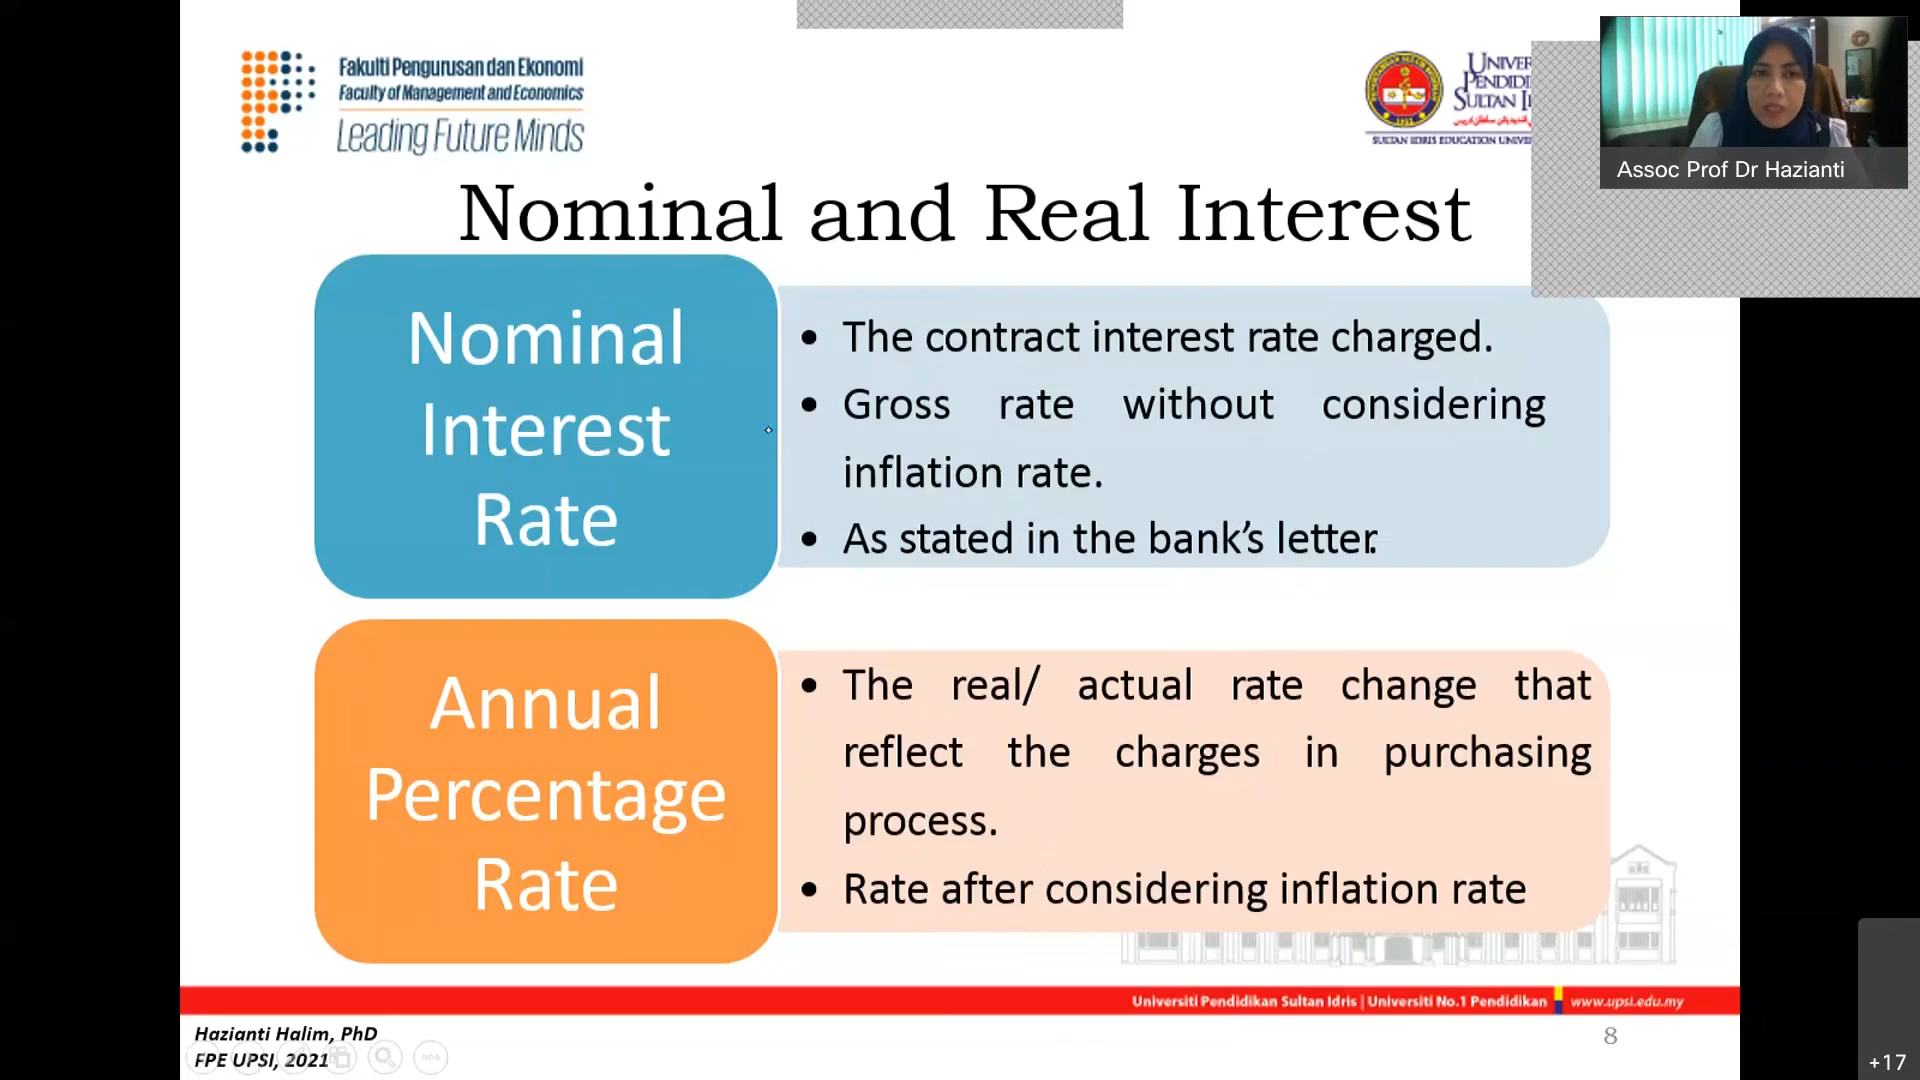 Fakulti Pengurusan dan Ekonomi
Faculty of Management and Economics
Leading Future Minds
UNIVER
PENDIDI
SULTAN I
SULTAN IDRIS EDUCATION UNIVE
Assoc Prof Dr Hazianti
Nominal and Real Interest
Nominal
Interest
Rate
• The contract interest rate charged.
• Gross rate without considering
inflation rate.
• As stated in the bank’s letter.
Annual
Percentage
Rate
• The real/ actual rate change that
reflect the charges in purchasing
process.
• Rate after considering inflation rate
Universiti Pendidikan Sultan Idris | Universiti No.1 Pendidikan
www.upsi.edu.my
Hazianti Halim, PhD
FPE UPSI, 2021
8
+17